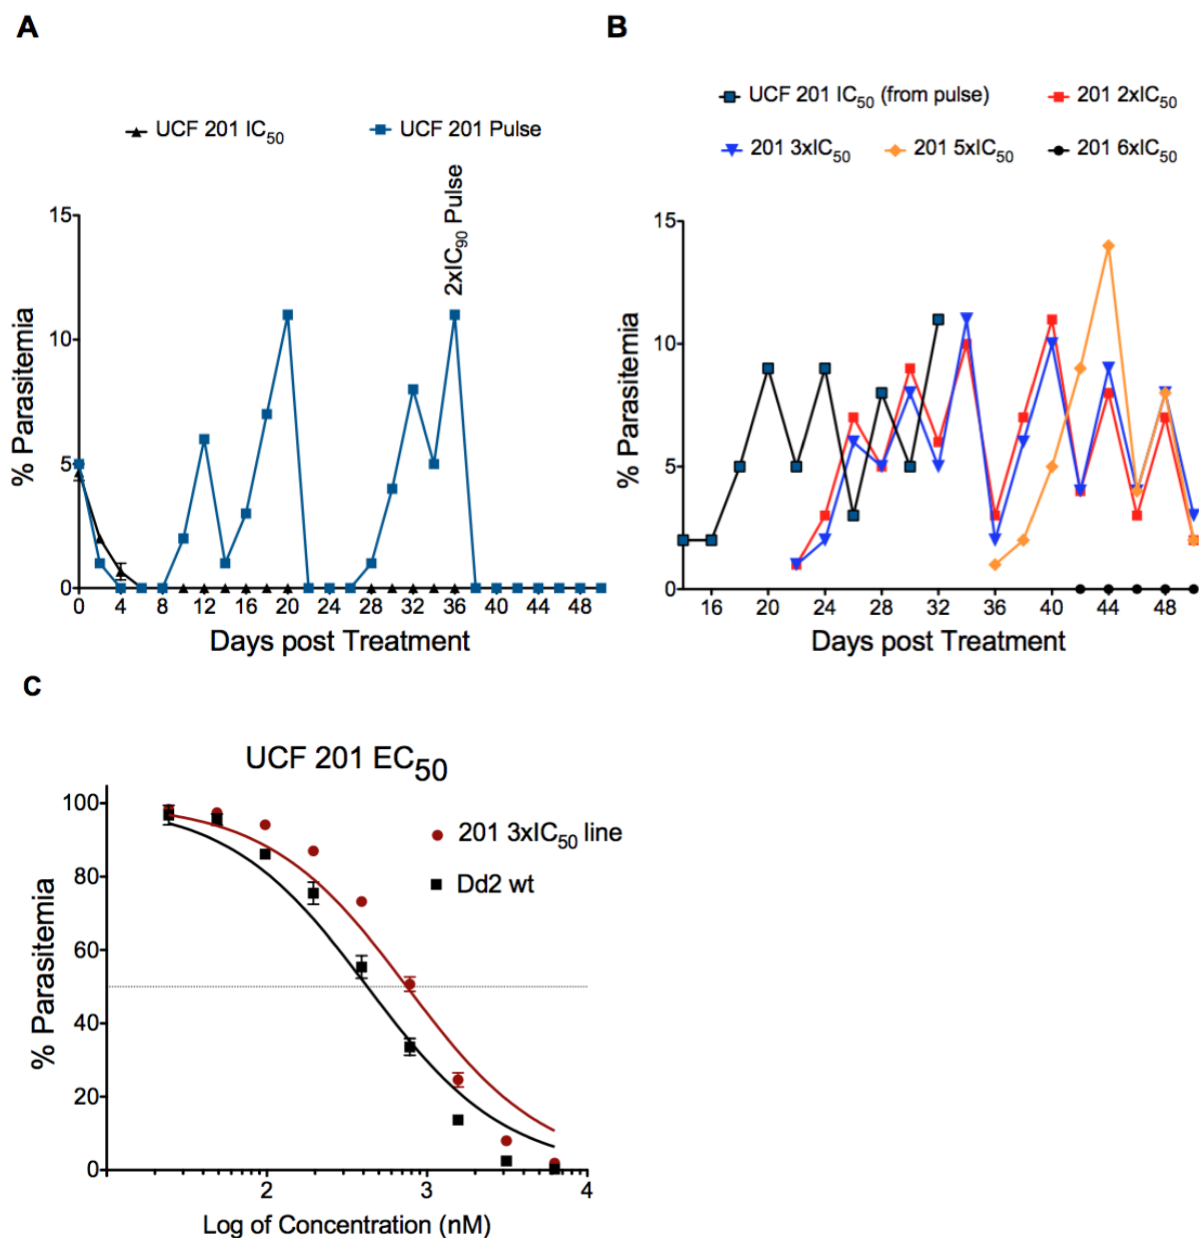 A
UCF 201 IC50
UCF 201 Pulse
2xIC90 Pulse
% Parasitemia
15
10
5
0
0 4 8 12 16 20 24 28 32 36 40 44 48
Days post Treatment
B
UCF 201 IC50 (from pulse)
201 2xIC50
201 3xIC50
201 5xIC50
201 6xIC50
% Parasitemia
15
10
5
0
16 20 24 28 32 36 40 44 48
Days post Treatment
C
UCF 201 EC50
201 3xIC50 line
Dd2 wt
% Parasitemia
100
80
60
40
20
0
2 3 4
Log of Concentration (nM)